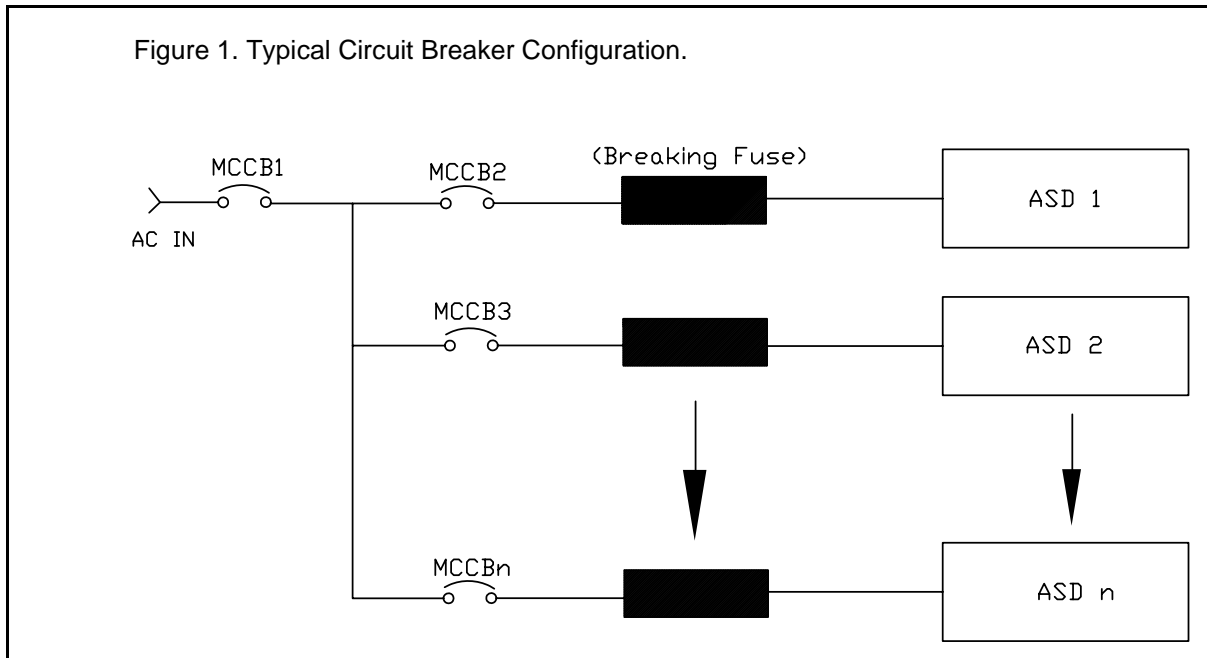 Figure 1. Typical Circuit Breaker Configuration.
MCCB1
MCCB2
(Breaking Fuse)
ASD 1
AC IN
MCCB3
ASD 2
MCCBn
ASD n